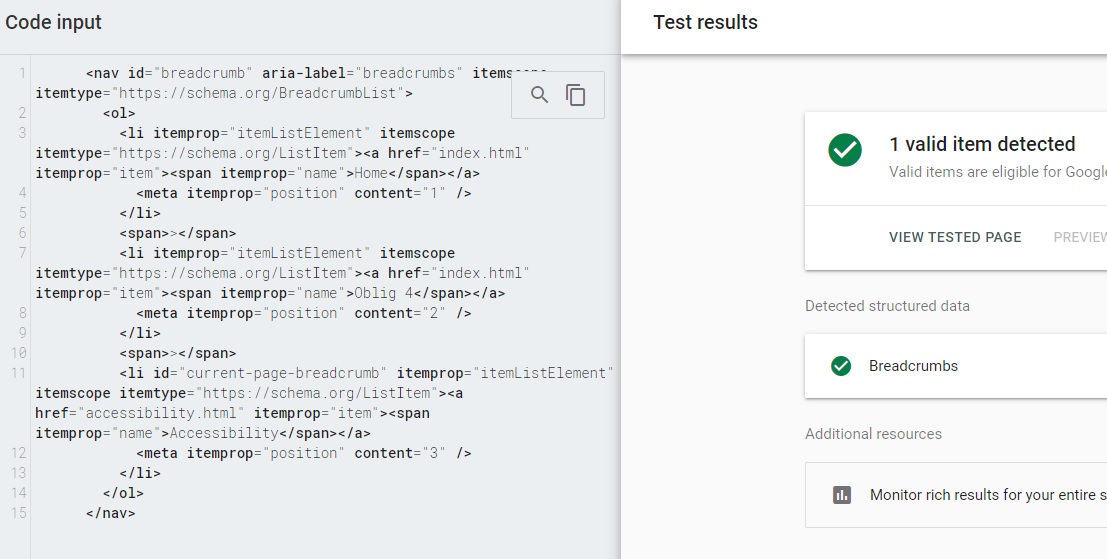 Code input
1 <nav id="breadcrumb" aria-label="breadcrumbs"
itemtype="https://schema.org/BreadcrumbList">
2 <ol>
3 <li itemprop="itemListElement" itemscope
itemtype="https://schema.org/ListItem"><a href="index.html"
itemprop="item"><span itemprop="name">Home</span></a>
4 <meta itemprop="position" content="1" />
5 </li>
6 <span>></span>
7 <li itemprop="itemListElement" itemscope
itemtype="https://schema.org/ListItem"><a href="index.html"
itemprop="item"><span itemprop="name">Oblig 4</span></a>
8 <meta itemprop="position" content="2" />
9 </li>
10 <span>></span>
11 <li id="current-page-breadcrumb" itemprop="itemListElement"
itemscope itemtype="https://schema.org/ListItem"><a
href="accessibility.html" itemprop="item"><span
itemprop="name">Accessibility</span></a>
12 <meta itemprop="position" content="3" />
13 </li>
14 </ol>
15 </nav>
Test results
1 valid item detected
Valid items are eligible for Google
VIEW TESTED PAGE PREVIEW
Detected structured data
Breadcrumbs
Additional resources
Monitor rich results for your entire s